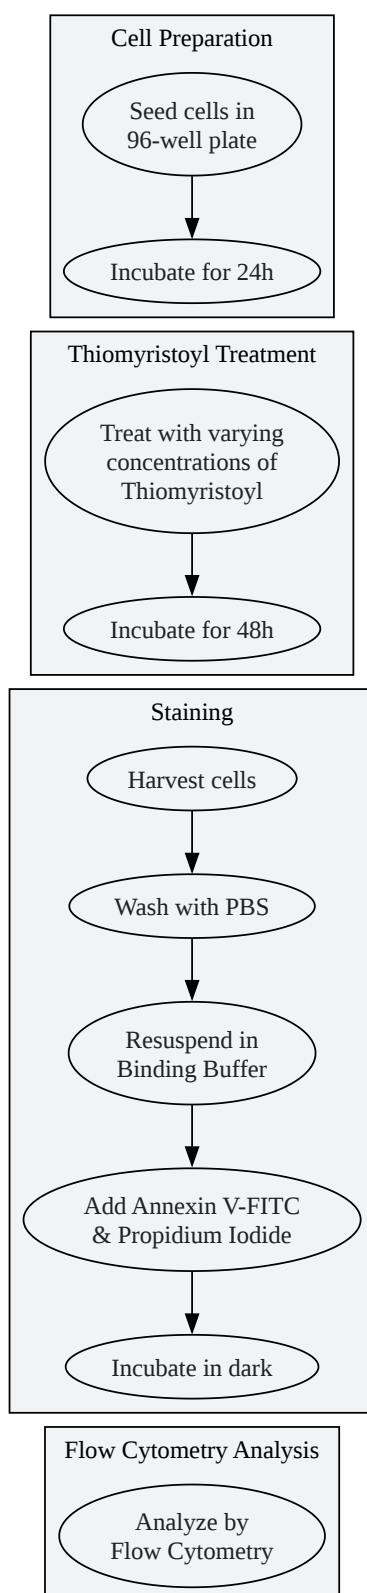 Cell Preparation
Seed cells in
96-well plate
Incubate for 24h
Thiomyristoyl Treatment
Treat with varying
concentrations of
Thiomyristoyl
Incubate for 48h
Staining
Harvest cells
Wash with PBS
Resuspend in
Binding Buffer
Add Annexin V-FITC
& Propidium Iodide
Incubate in dark
Flow Cytometry Analysis
Analyze by
Flow Cytometry